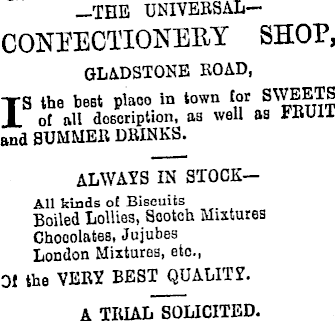 —THE UNIVERSAL—
CONFECTIONERY SHOP,
GLADSTONE ROAD,
IS the best place in town for SWEETS
of all description, as well as FRUIT
and SUMMER DRINKS.
ALWAYS IN STOCK—
All kinds of Biscuits
Boiled Lollies, Scotch Mixtures
Chocolates, Jujubes
London Mixtures, etc.,
Of the VERY BEST QUALITY.
A TRIAL SOLICITED.